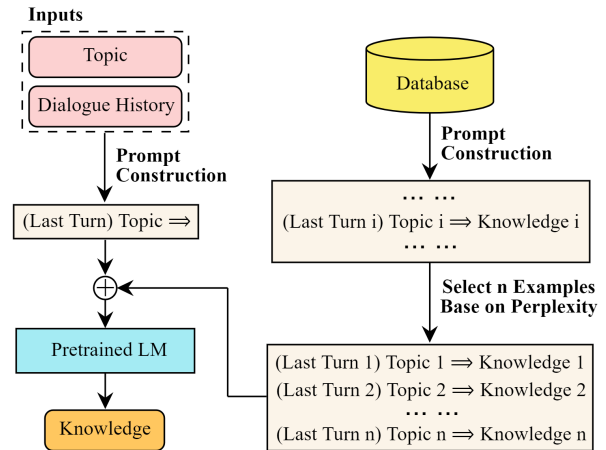 Inputs
Topic
Dialogue History
Prompt
Construction
(Last Turn) Topic ⟹
Pretrained LM
Knowledge
Database
Prompt
Construction
... ...
(Last Turn i) Topic i ⟹ Knowledge i
... ...
Select n Examples
Base on Perplexity
(Last Turn 1) Topic 1 ⟹ Knowledge 1
(Last Turn 2) Topic 2 ⟹ Knowledge 2
... ...
(Last Turn n) Topic n ⟹ Knowledge n